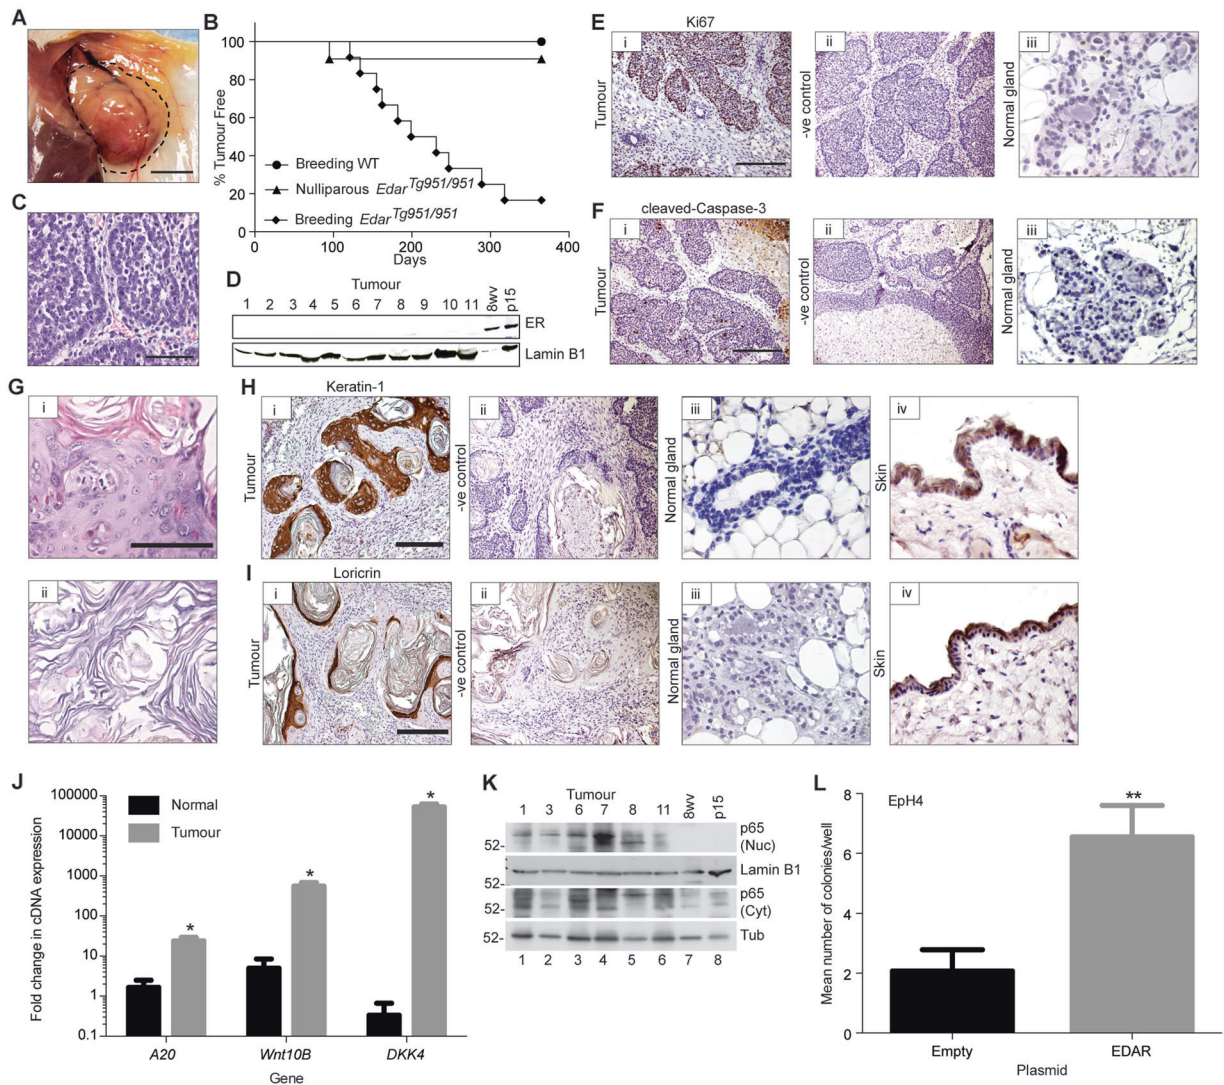 A
B
100
80
60
40
20
0
% Tumour Free
Breeding WT
Nulliparous Edar Tg951/951
Breeding Edar Tg951/951
0 100 200 300 400
Days
C
D
Tumour
1 2 3 4 5 6 7 8 9 10 11 8wv p15
ER
Lamin B1
E
Ki67
Tumour
i
-ve control
ii
Normal gland
iii
F
cleaved-Caspase-3
Tumour
i
-ve control
ii
Normal gland
iii
G
i
ii
H
Keratin-1
Tumour
i
-ve control
ii
Normal gland
iii
Skin
iv
I
Loricrin
Tumour
i
-ve control
ii
Normal gland
iii
Skin
iv
J
100000
10000
1000
100
10
1
0.1
Fold change in cDNA expression
Normal
Tumour
*
*
*
A20 Wnt10B DKK4
Gene
K
Tumour
1 3 6 7 8 11 8wv p15
52-
p65
(Nuc)
52-
Lamin B1
52-
p65
(Cyt)
52-
Tub
1 2 3 4 5 6 7 8
L
EpH4
8
6
4
2
0
Mean number of colonies/well
**
Empty EDAR
Plasmid